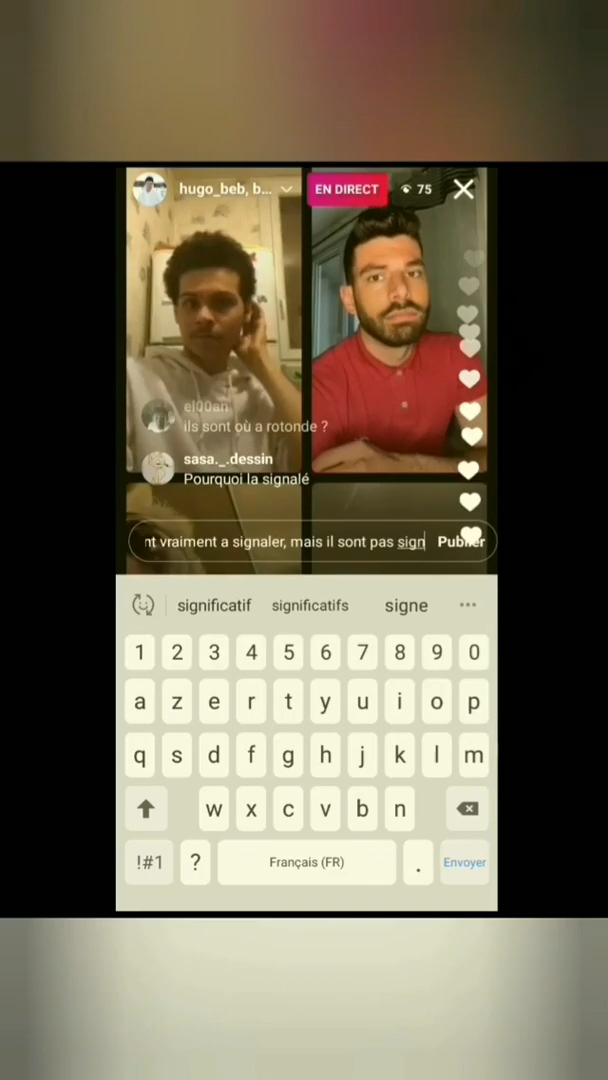 hugo_beb, b...
EN DIRECT
75
el00an
ils sont où a rotonde ?
sasa._.dessin
Pourquoi la signalé
nt vraiment a signaler, mais il sont pas sign
Publier
significatif significatifs signe
1 2 3 4 5 6 7 8 9 0
a z e r t y u i o p
q s d f g h j k l m
w x c v b n
!#1 ? Français (FR) . Envoyer